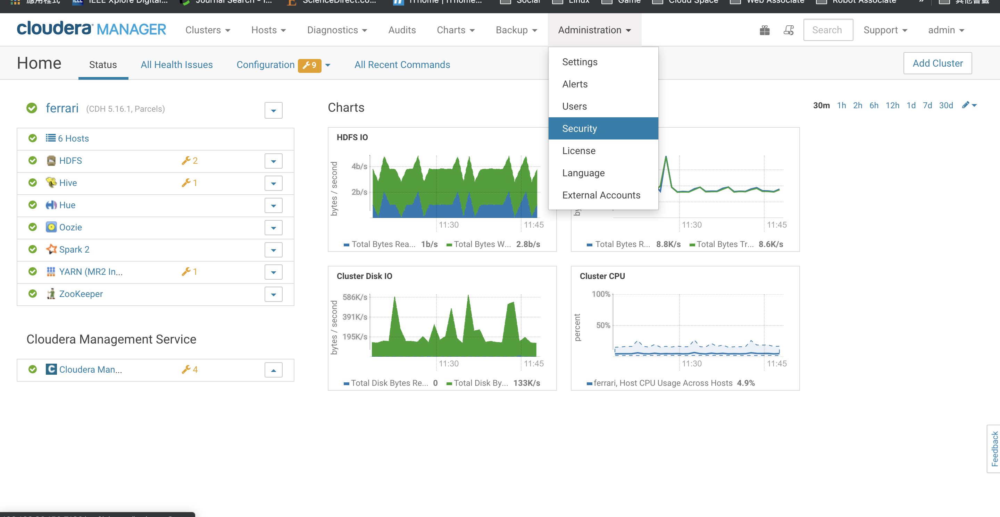 應用程式 IEEE Xplore Digital... Journal Search - I... ScienceDirect.co... iThome | iThome... Social Linux Game Cloud Space Web Associate Robot Associate » 其他書籤
cloudera MANAGER Clusters Hosts Diagnostics Audits Charts Backup Administration Search Support admin
Home Status All Health Issues Configuration 9 All Recent Commands Add Cluster
Settings
Alerts
Users
Security
License
Language
External Accounts
ferrari (CDH 5.16.1, Parcels)
6 Hosts
HDFS 2
Hive 1
Hue
Oozie
Spark 2
YARN (MR2 In... 1
ZooKeeper
Cloudera Management Service
C Cloudera Man... 4
Charts
30m 1h 2h 6h 12h 1d 7d 30d
HDFS IO
bytes / second
4b/s
2b/s
11:30 11:45
Total Bytes Rea... 1b/s Total Bytes W... 2.8b/s
by
11:30 11:45
Total Bytes R... 8.8K/s Total Bytes Tr... 8.6K/s
Cluster Disk IO
bytes / second
586K/s
391K/s
195K/s
11:30 11:45
Total Disk Bytes Re... 0 Total Disk By... 133K/s
Cluster CPU
percent
100%
50%
11:30 11:45
ferrari, Host CPU Usage Across Hosts 4.9%
Feedback